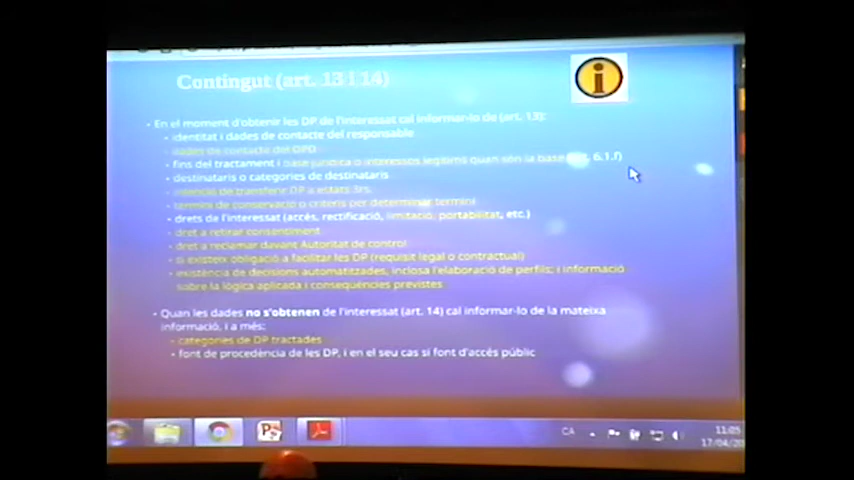 Contingut (art. 13 i 14)
i
- En el moment d'obtenir les DP de l'interessat cal informar-lo de (art. 13):
- identitat i dades de contacte del responsable
- dades de contacte del DPD
- fins del tractament i base jurídica o interessos legítims quan són la base 6.1.f)
- destinataris o categories de destinataris
- intenció de transferir DP a estats 3rs.
- termini de conservació o criteris per determinar termini
- drets de l'interessat (accés, rectificació, limitació, portabilitat, etc.)
- dret a retirar consentiment
- dret a reclamar davant Autoritat de control
- si existeix obligació a facilitar les DP (requisit legal o contractual)
- existència de decisions automatitzades, inclosa l'elaboració de perfils; i informació
sobre la lògica aplicada i conseqüències previstes
- Quan les dades no s'obtenen de l'interessat (art. 14) cal informar-lo de la mateixa
informació, i a més:
- categories de DP tractades
- font de procedència de les DP, i en el seu cas si font d'accés públic
CA
11:05
17/04/20